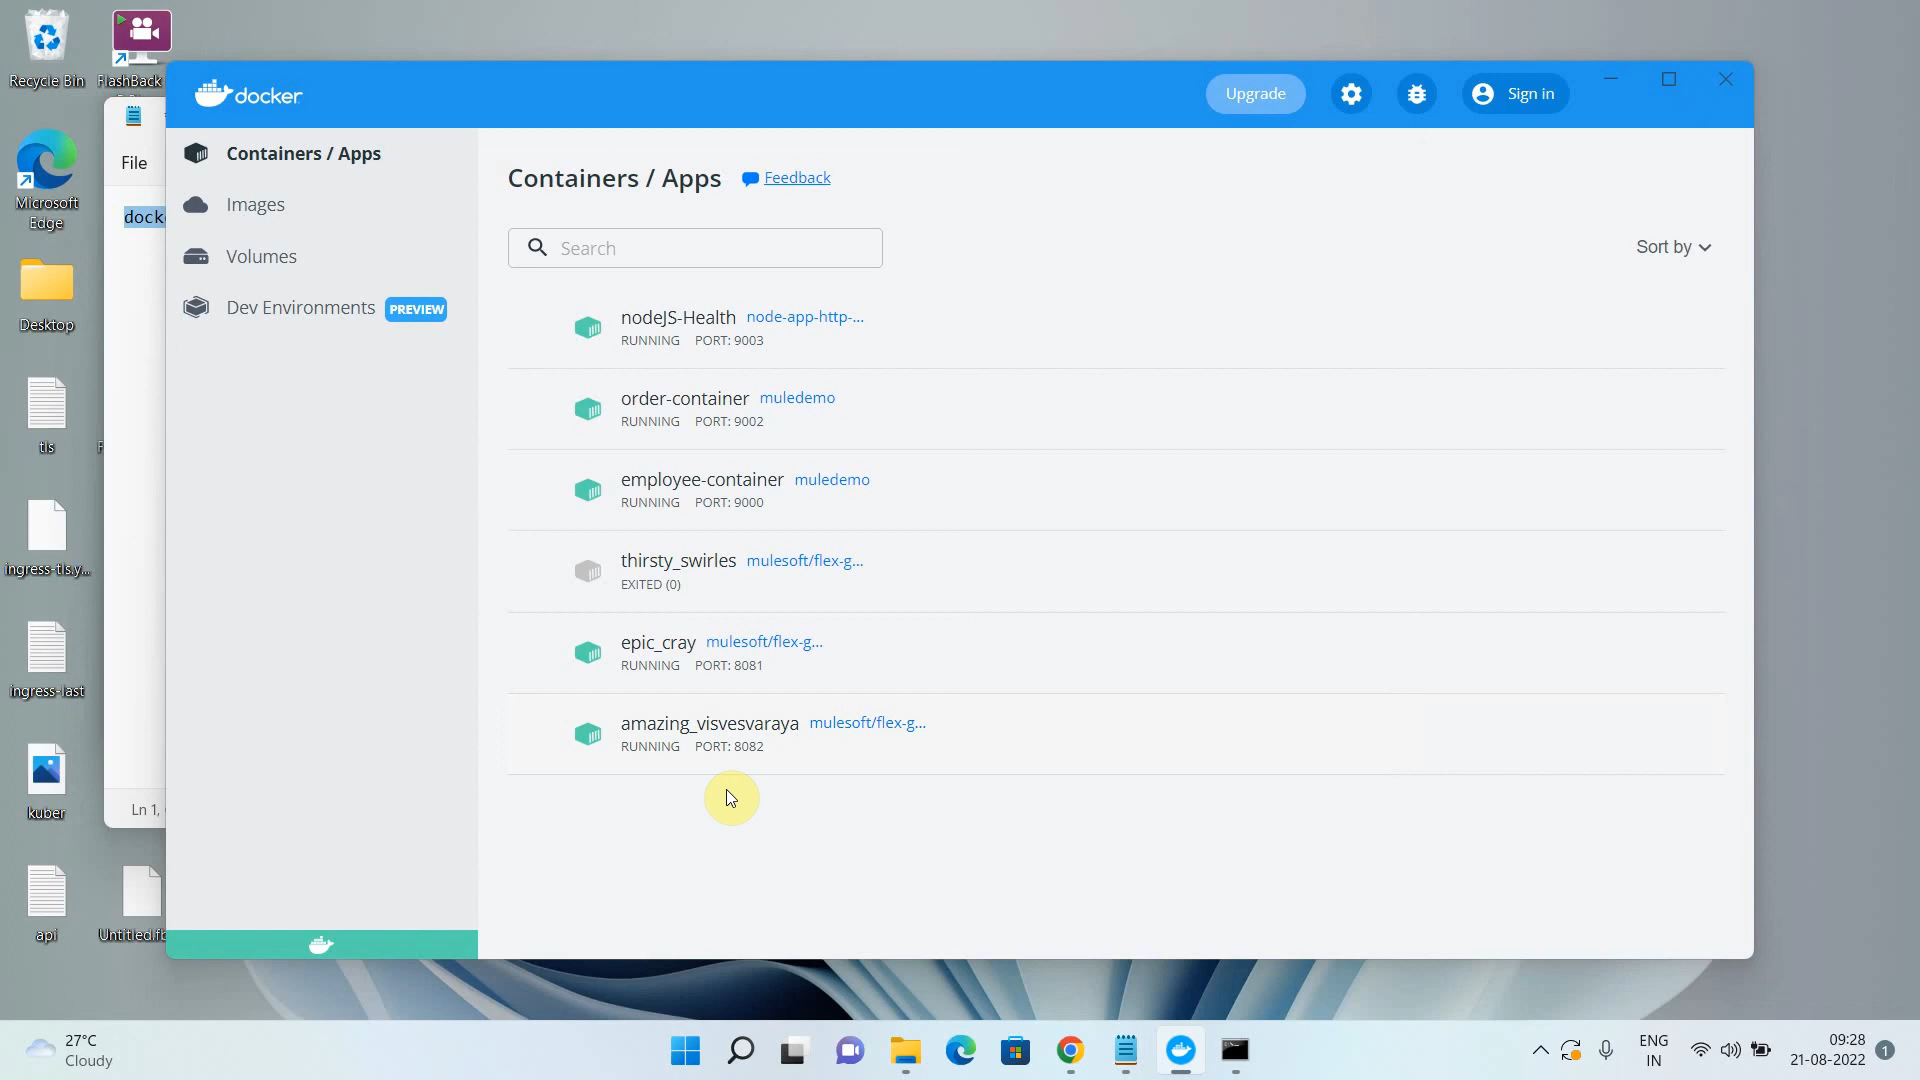 Recycle Bin
FlashBack
docker
Upgrade
Sign in
Containers / Apps
Images
Volumes
Dev Environments PREVIEW
Containers / Apps Feedback
Search
Sort by
nodeJS-Health node-app-http-...
RUNNING PORT: 9003
order-container muledemo
RUNNING PORT: 9002
employee-container muledemo
RUNNING PORT: 9000
thirsty_swirles mulesoft/flex-g...
EXITED (0)
epic_cray mulesoft/flex-g...
RUNNING PORT: 8081
amazing_visvesvaraya mulesoft/flex-g...
RUNNING PORT: 8082
File
dock
Ln 1,
Microsoft
Edge
Desktop
tls
ingress-tls.y...
ingress-last
kuber
api
Untitled.fb
27°C
Cloudy
ENG
IN
09:28
21-08-2022
1